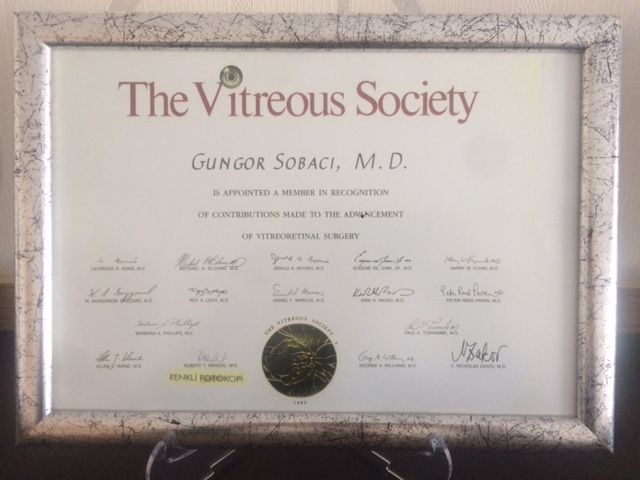 The Vitreous Society
GUNGOR SOBACI, M.D.
IS APPOINTED A MEMBER IN RECOGNITION
OF CONTRIBUTIONS MADE TO THE ADVANCEMENT
OF VITREORETINAL SURGERY
MICHAEL A. BLOOME, M.D. JERALD A. BOVINO, M.D. EUGENE DE JUAN, JR., M.D. HARRY W. FLYNN, M.D.
W. SANDERSON GRIZZARD, M.D. ROY A. LEVIT, M.D. DANIEL F. MARCUS, M.D. KIRK H. PACKO, M.D. PETER REED PAVAN, M.D.
BARBARA A. PHILLIPS, M.D. PAUL E. TORNAMBE, M.D.
THE VITREOUS SOCIETY
ALLEN Z. VERNE, M.D. ROBERT T. WENDEL, M.D. GEORGE A. WILLIAMS, M.D. Z. NICHOLAS ZAKOV, M.D.
RENKLİ FOTOKOPİ